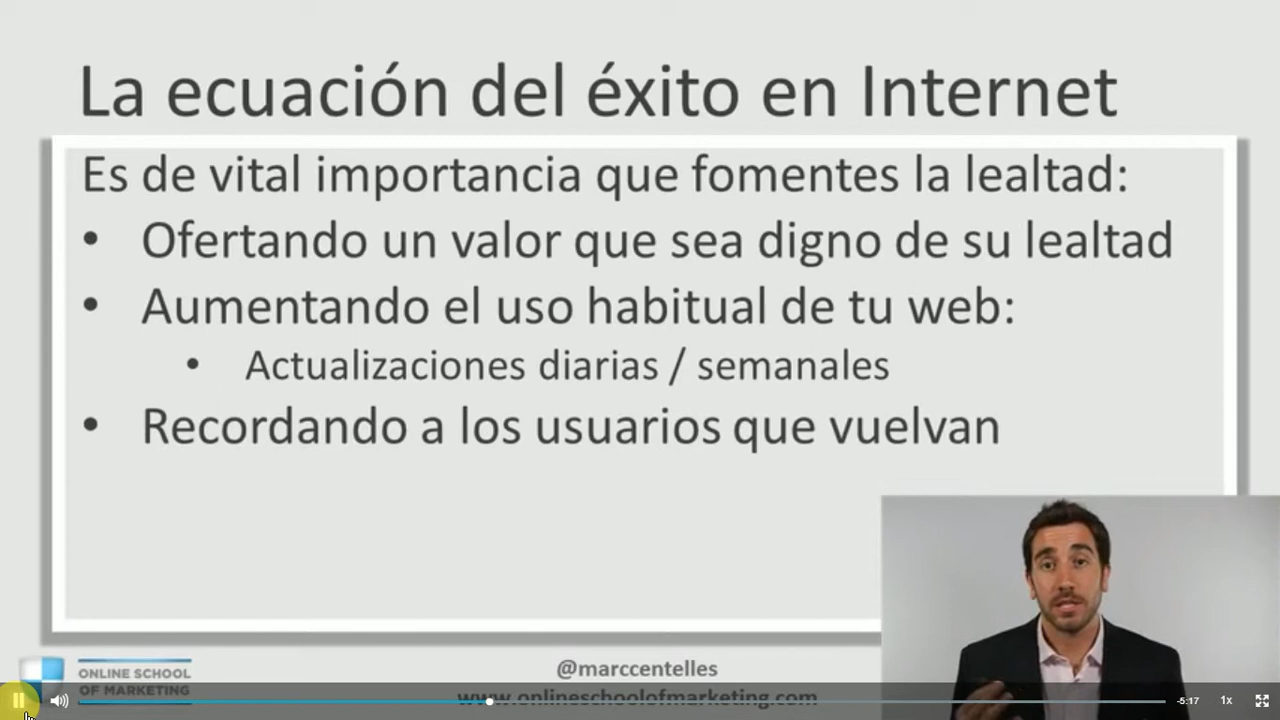 La ecuación del éxito en Internet
Es de vital importancia que fomentes la lealtad:
• Ofertando un valor que sea digno de su lealtad
• Aumentando el uso habitual de tu web:
• Actualizaciones diarias / semanales
• Recordando a los usuarios que vuelvan
ONLINE SCHOOL
OF MARKETING
@marccentelles
www.onlineschoolofmarketing.com
-5:17
1x